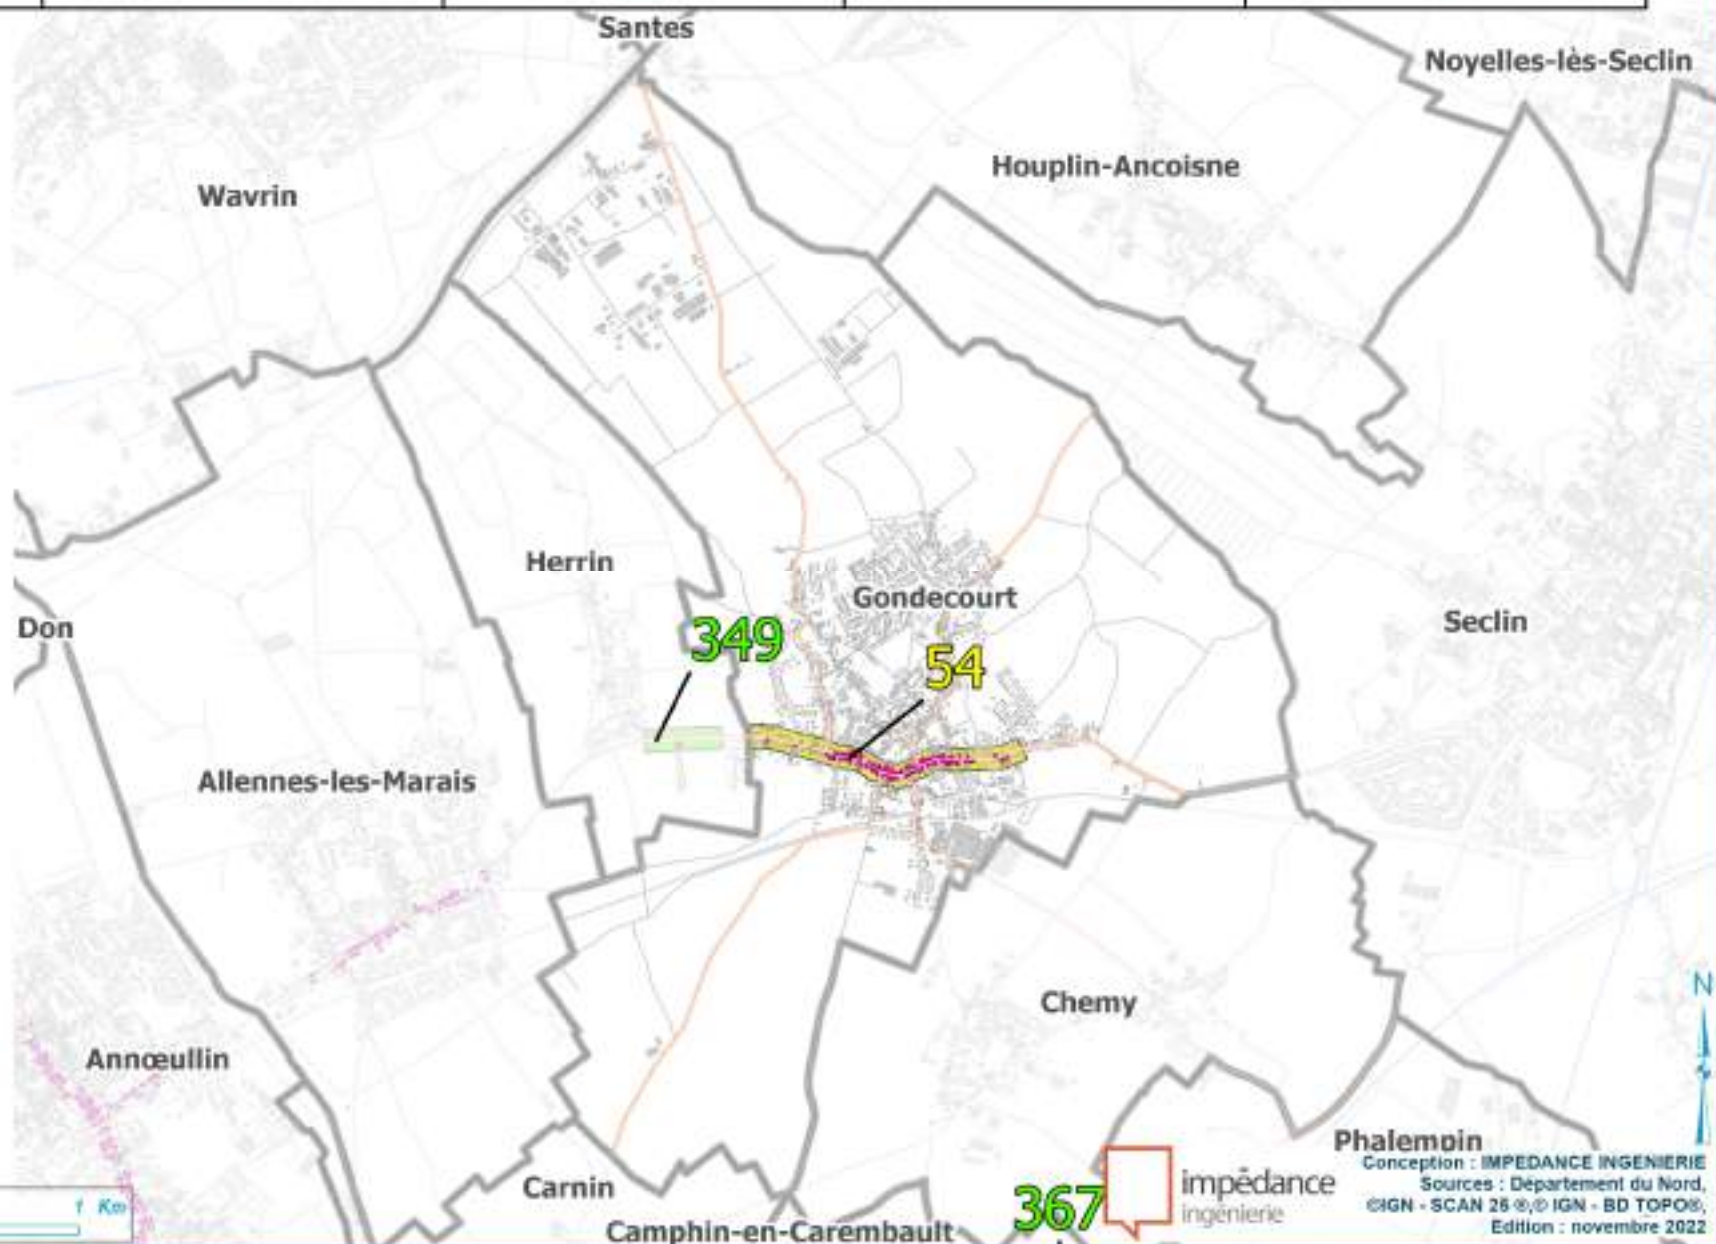 Santes
Noyelles-lès-Seclin
Houplin-Ancoisne
Wavrin
Herrin
Gondecourt
Don
349
Seclin
54
Allennes-les-Marais
N
Chemy
Annœullin
Phalempin
Conception : IMPEDANCE INGENIERIE
Sources : Département du Nord,
©IGN - SCAN 25 ®,© IGN - BD TOPO®,
Edition : novembre 2022
impédance
ingénierie
Carnin
367
1 Km
Camphin-en-Carembault